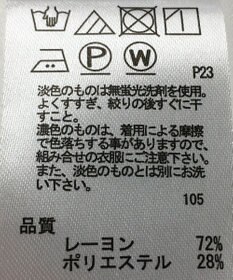 P23
P W
淡色のものは無蛍光洗剤を使用。
よくすすぎ、絞りの後すぐに干
すこと。
濃色のものは、着用による摩擦
で色落ちする事がありますので、
組み合せの衣服にご注意下さい。
また、淡色のものとは別にお洗
い下さい。
105
品質
レーヨン 72%
ポリエステル 28%